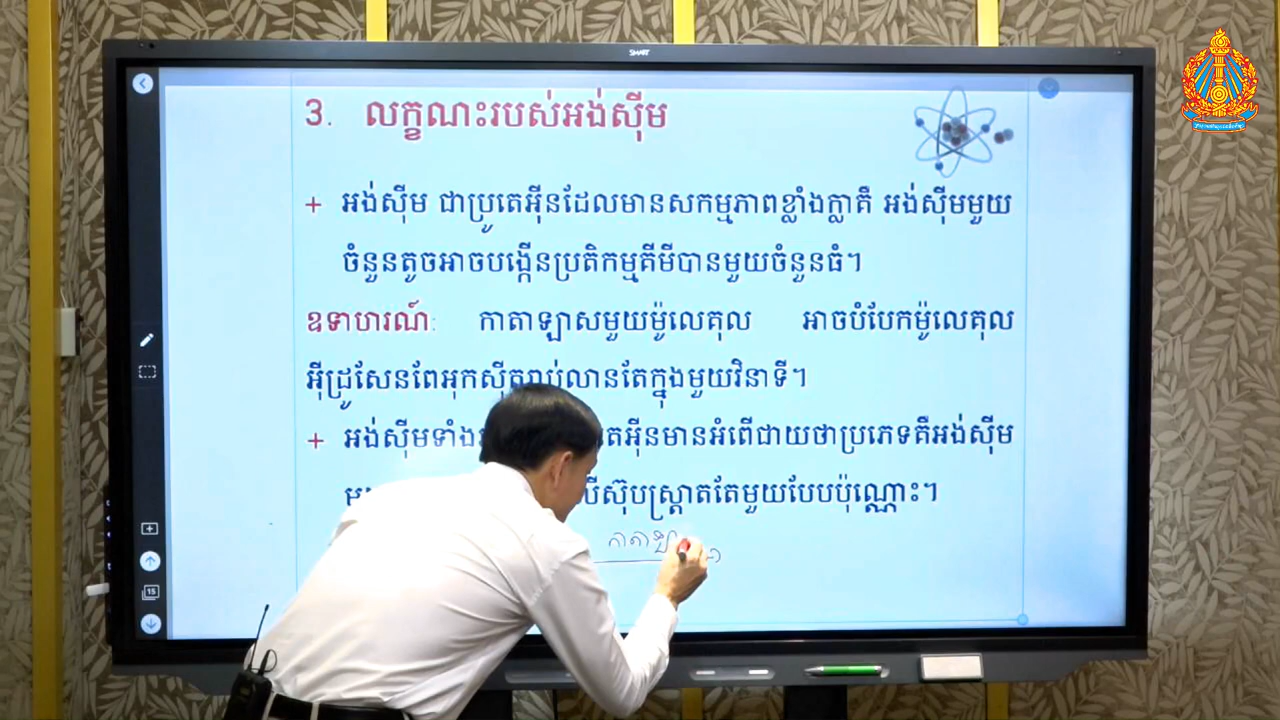 SMART
3. លក្ខណះរបស់អង់ស៊ីម
+ អង់ស៊ីម ជាប្រូតេអ៊ីនដែលមានសកម្មភាពខ្លាំងក្លាគឺ អង់ស៊ីមមួយ
ចំនួនតូចអាចបង្កើនប្រតិកម្មគីមីបានមួយចំនួនធំ។
ឧទាហរណ៍: កាតាឡាសមួយម៉ូលេគុល អាចបំបែកម៉ូលេគុល
អ៊ីដ្រូសែនពែអុកស៊ីតរាប់លានតែក្នុងមួយវិនាទី។
+ អង់ស៊ីមទាំង អ៊ីនមានអំពើជាយថាប្រភេទគឺអង់ស៊ីម
លើស៊ុបស្ត្រាតតែមួយបែបប៉ុណ្ណោះ។
កាតាឡា
15